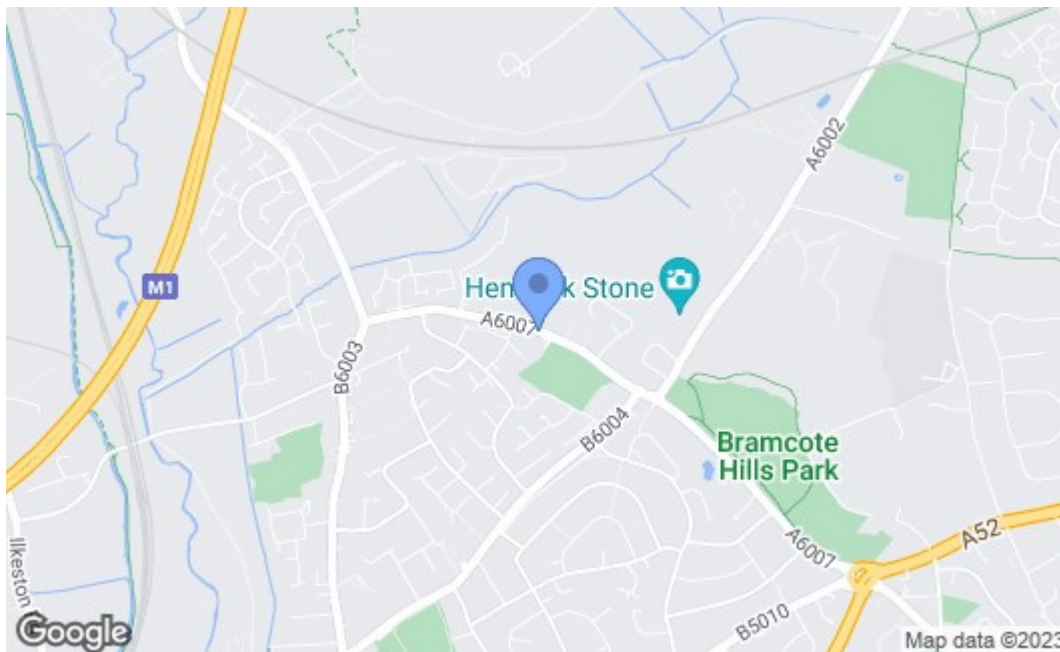 A6002
M1
Stone
A6007
B6003
B6004
Bramcote
Hills Park
A6007
A52
B5010
Ilkeston
Google
Map data ©2023